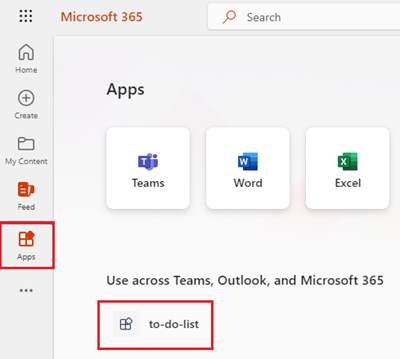 Microsoft 365
Search
Home
Create
My Content
Feed
Apps
Apps
Teams
Word
Excel
Use across Teams, Outlook, and Microsoft 365
to-do-list